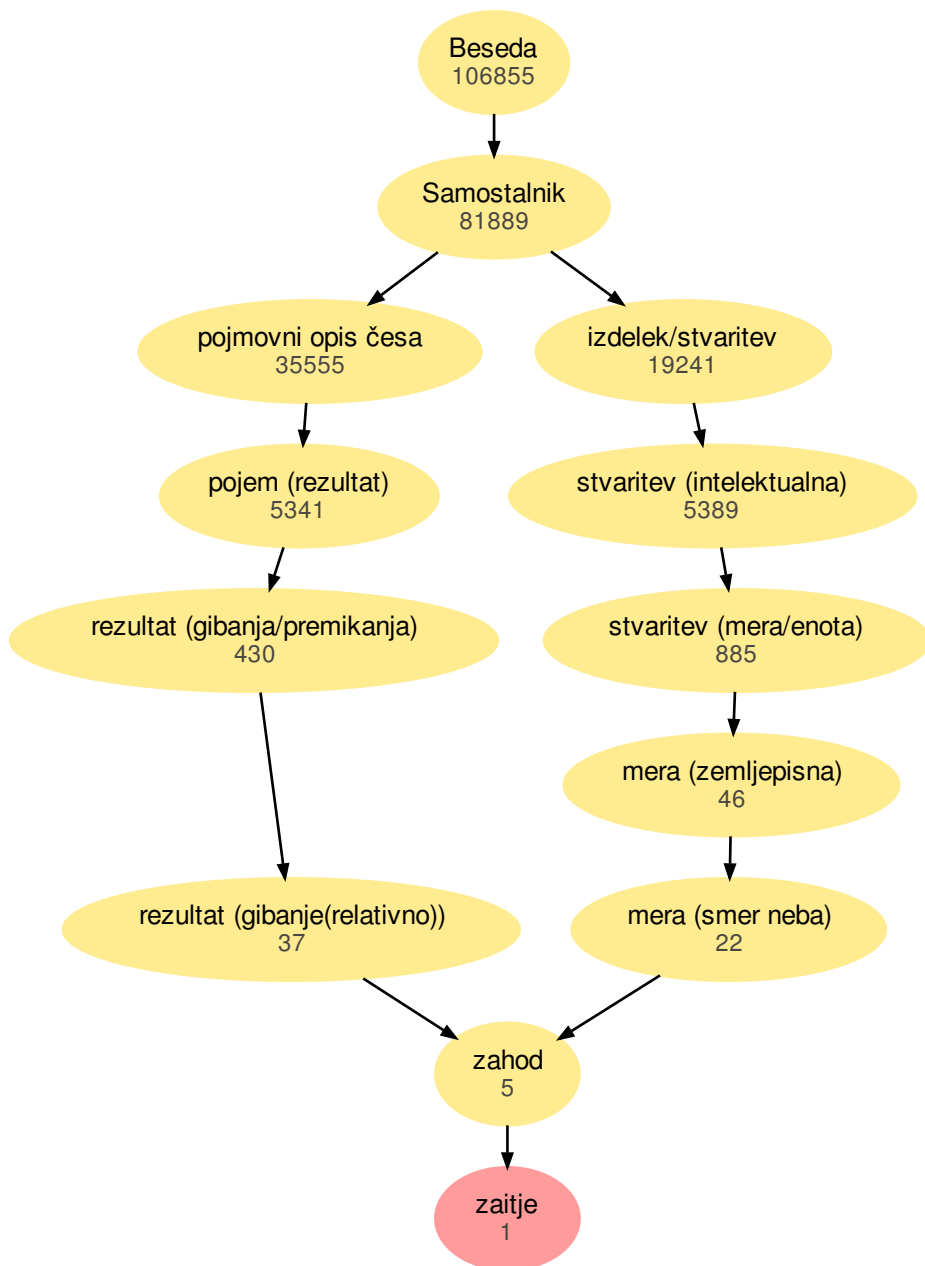 Beseda
106855
Samostalnik
81889
pojmovni opis česa
35555
izdelek/stvaritev
19241
pojem (rezultat)
5341
stvaritev (intelektualna)
5389
rezultat (gibanja/premikanja)
430
stvaritev (mera/enota)
885
mera (zemljepisna)
46
rezultat (gibanje(relativno))
37
mera (smer neba)
22
zahod
5
zaitje
1